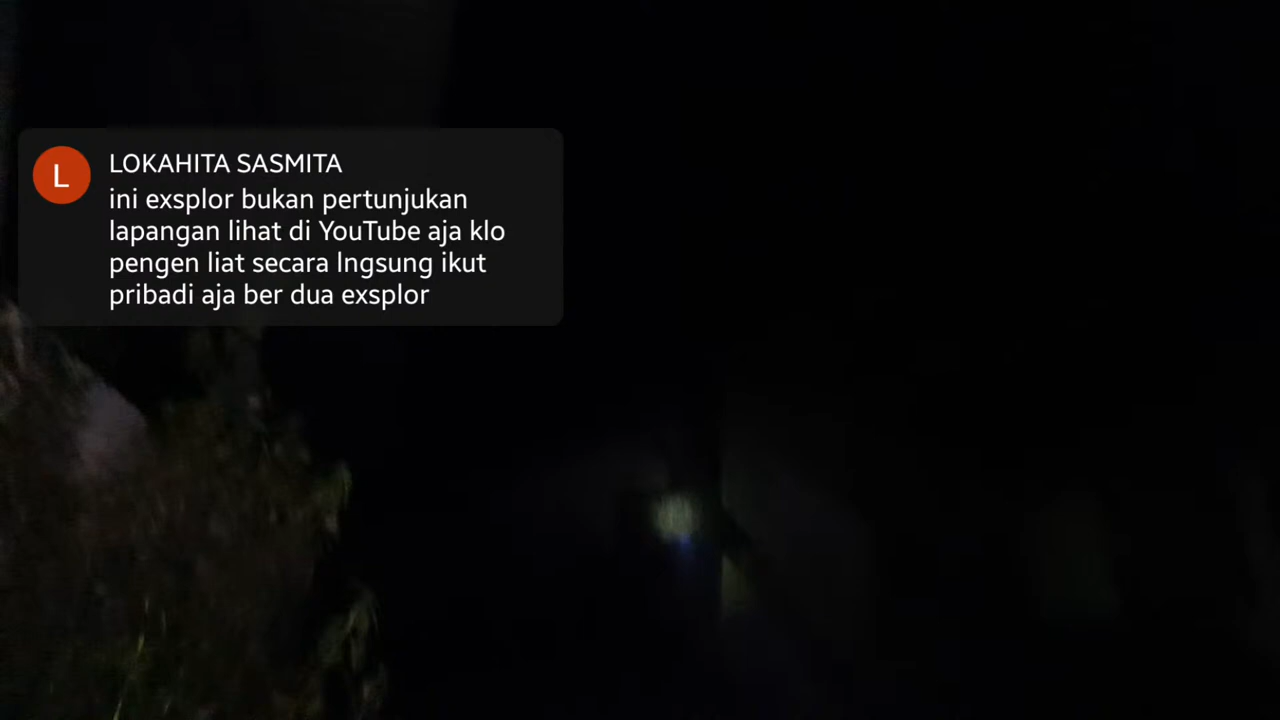 L
LOKAHITA SASMITA
ini exsplor bukan pertunjukan
lapangan lihat di YouTube aja klo
pengen liat secara lngsung ikut
pribadi aja ber dua exsplor